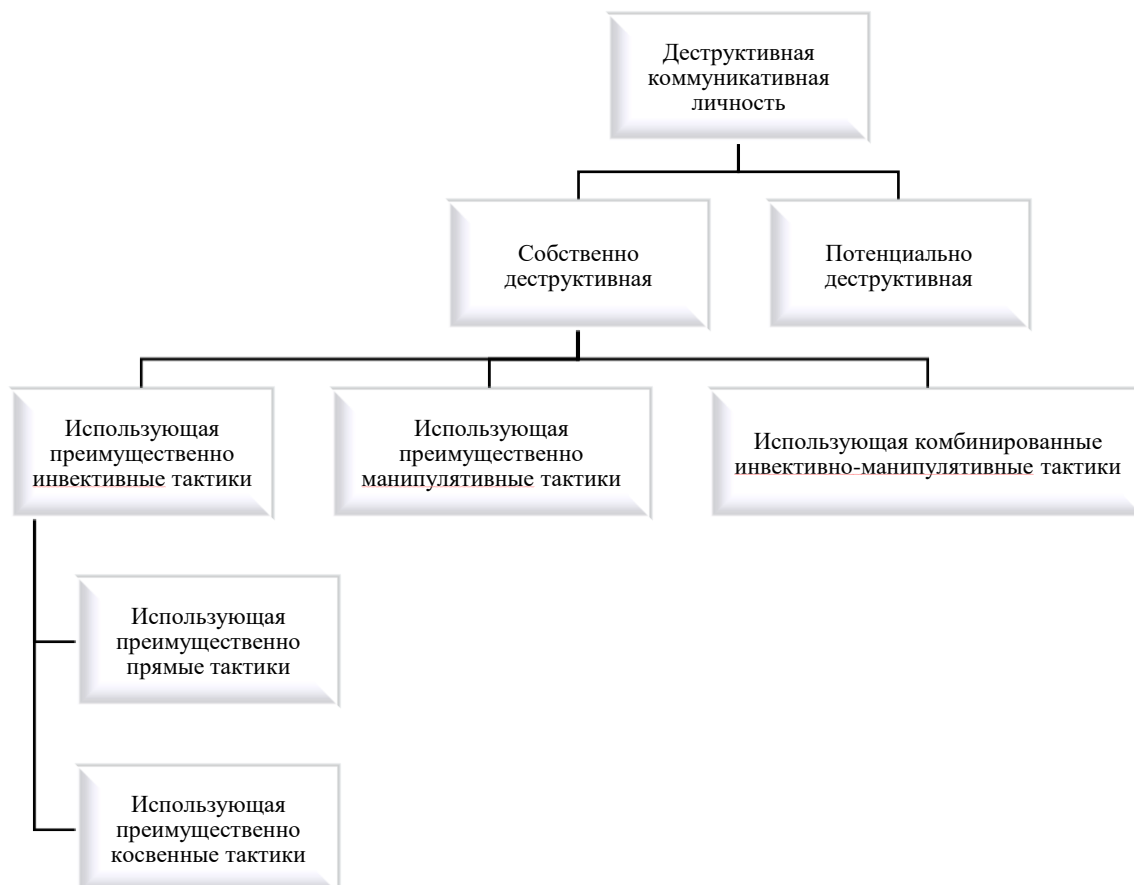 Деструктивная
коммуникативная
личность
Собственно
деструктивная
Потенциально
деструктивная
Использующая
преимущественно
инвективные тактики
Использующая
преимущественно
манипулятивные тактики
Использующая комбинированные
инвективно-манипулятивные тактики
Использующая
преимущественно
прямые тактики
Использующая
преимущественно
косвенные тактики